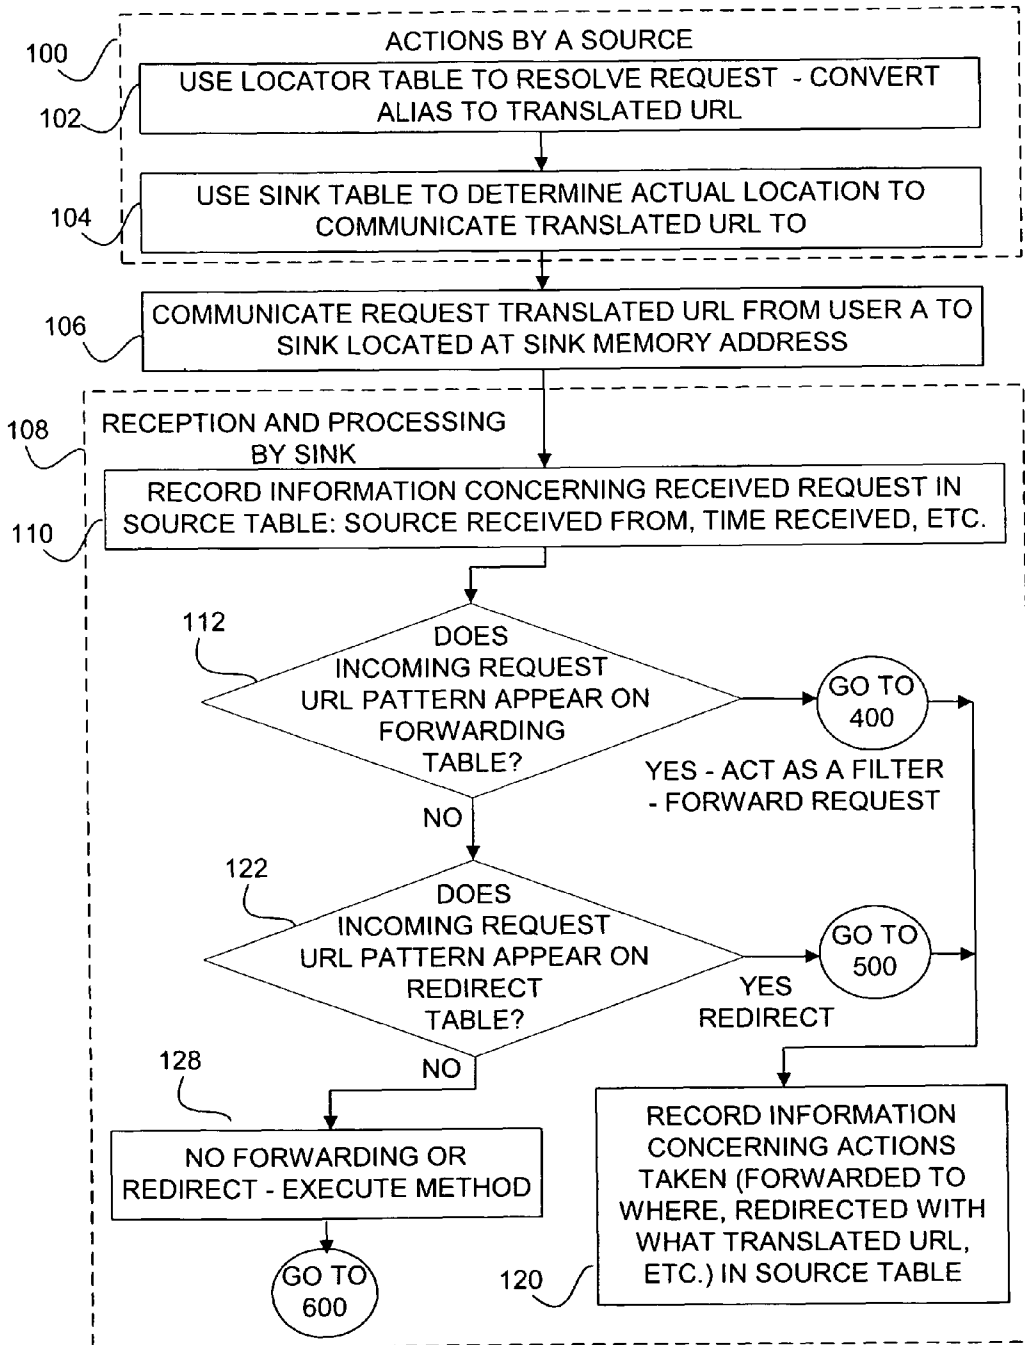 100
ACTIONS BY A SOURCE
102
USE LOCATOR TABLE TO RESOLVE REQUEST - CONVERT
ALIAS TO TRANSLATED URL
104
USE SINK TABLE TO DETERMINE ACTUAL LOCATION TO
COMMUNICATE TRANSLATED URL TO
106
COMMUNICATE REQUEST TRANSLATED URL FROM USER A TO
SINK LOCATED AT SINK MEMORY ADDRESS
108
RECEPTION AND PROCESSING
BY SINK
110
RECORD INFORMATION CONCERNING RECEIVED REQUEST IN
SOURCE TABLE: SOURCE RECEIVED FROM, TIME RECEIVED, ETC.
112
DOES
INCOMING REQUEST
URL PATTERN APPEAR ON
FORWARDING
TABLE?
GO TO
400
YES - ACT AS A FILTER
- FORWARD REQUEST
NO
122
DOES
INCOMING REQUEST
URL PATTERN APPEAR ON
REDIRECT
TABLE?
GO TO
500
YES
REDIRECT
NO
128
NO FORWARDING OR
REDIRECT - EXECUTE METHOD
GO TO
600
120
RECORD INFORMATION
CONCERNING ACTIONS
TAKEN (FORWARDED TO
WHERE, REDIRECTED WITH
WHAT TRANSLATED URL,
ETC.) IN SOURCE TABLE